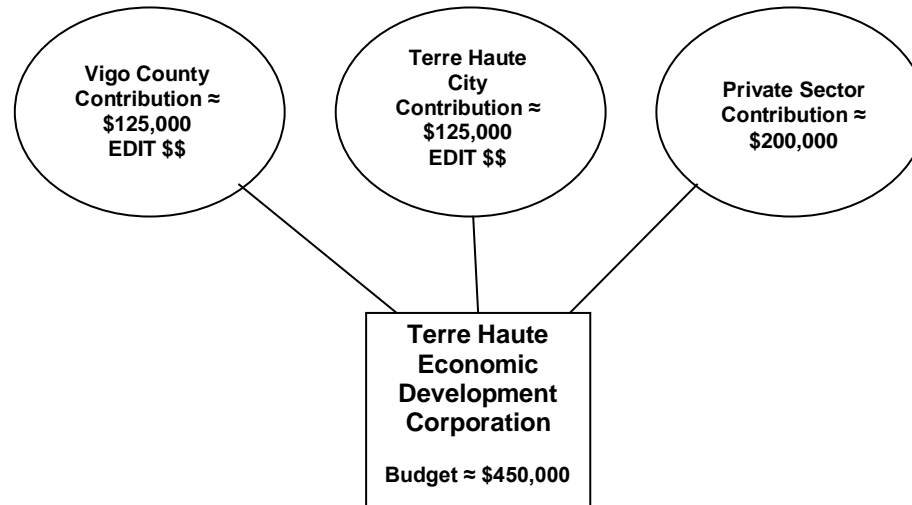 Vigo County
Contribution ≈
$125,000
EDIT $$
Terre Haute
City
Contribution ≈
$125,000
EDIT $$
Private Sector
Contribution ≈
$200,000
Terre Haute
Economic
Development
Corporation
Budget ≈ $450,000